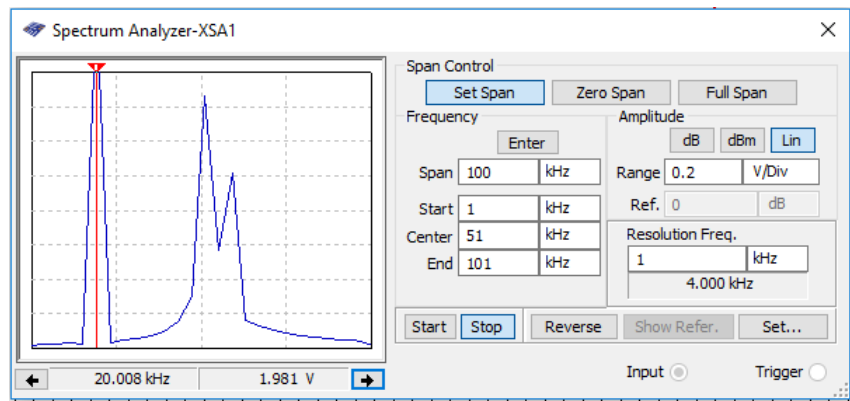 Spectrum Analyzer-XSA1
Span Control
Set Span Zero Span Full Span
Frequency
Enter
Span 100 kHz
Start 1 kHz
Center 51 kHz
End 101 kHz
Amplitude
dB dBm Lin
Range 0.2 V/Div
Ref. 0 dB
Resolution Freq.
1 kHz
4.000 kHz
Start Stop Reverse Show Refer. Set...
20.008 kHz 1.981 V
Input Trigger